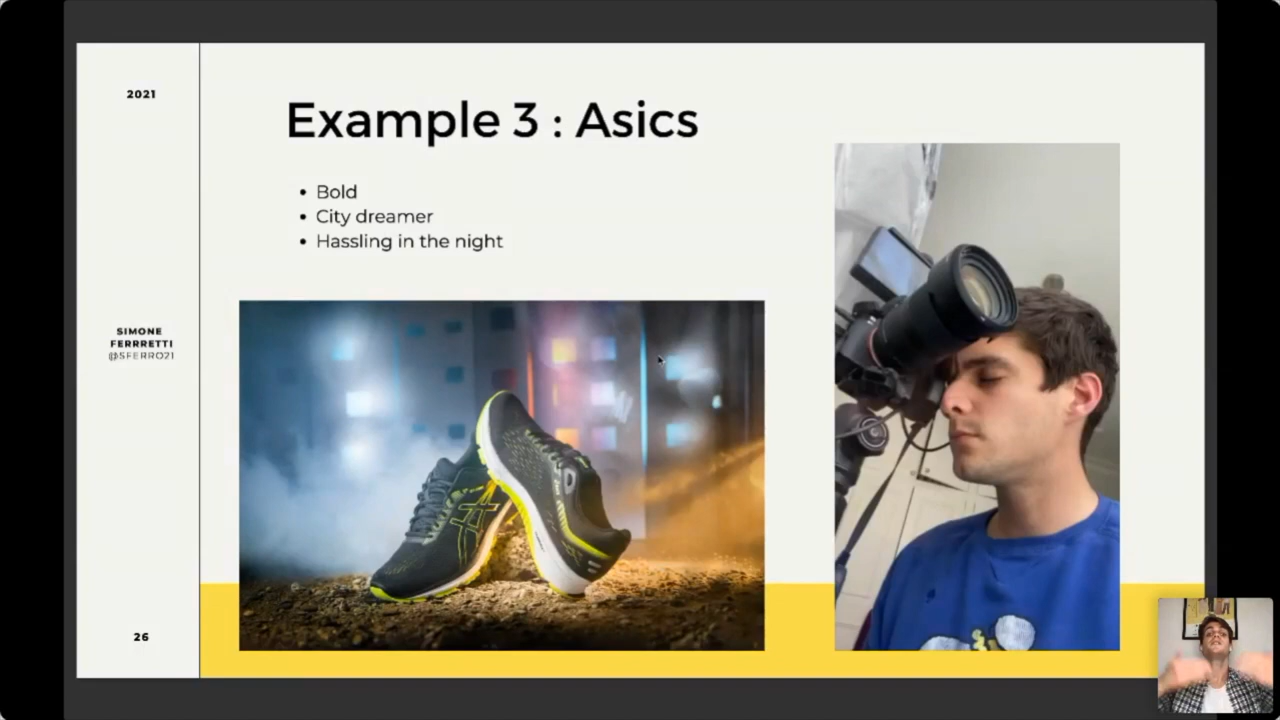 2021
Example 3 : Asics
• Bold
• City dreamer
• Hassling in the night
SIMONE
FERRRETTI
@SFERRO21
26